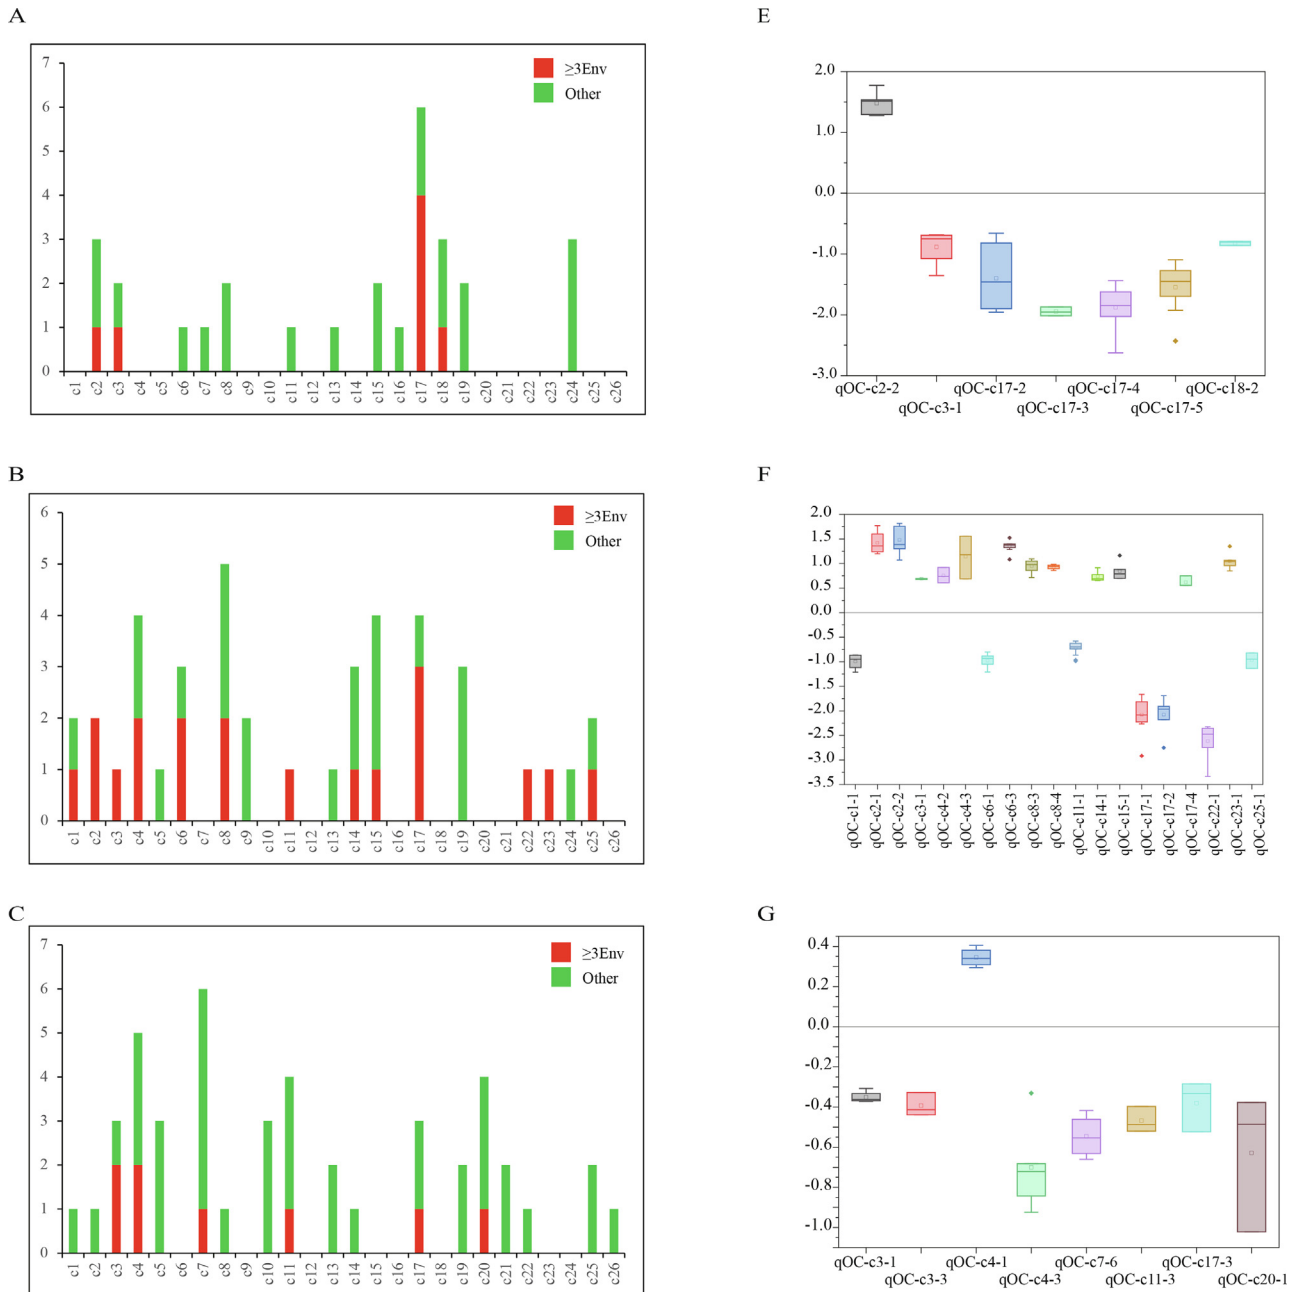 A
7
6
5
4
3
2
1
0
≥3Env
Other
c1 c2 c3 c4 c5 c6 c7 c8 c9 c10 c11 c12 c13 c14 c15 c16 c17 c18 c19 c20 c21 c22 c23 c24 c25 c26
E
2.0
1.0
0.0
-1.0
-2.0
-3.0
qOC-c2-2 qOC-c17-2 qOC-c17-4 qOC-c18-2
qOC-c3-1 qOC-c17-3 qOC-c17-5
B
6
5
4
3
2
1
0
≥3Env
Other
c1 c2 c3 c4 c5 c6 c7 c8 c9 c10 c11 c12 c13 c14 c15 c16 c17 c18 c19 c20 c21 c22 c23 c24 c25 c26
F
2.0
1.5
1.0
0.5
0.0
-0.5
-1.0
-1.5
-2.0
-2.5
-3.0
-3.5
qOC-c1-1 qOC-c2-1 qOC-c2-2 qOC-c3-1 qOC-c4-2 qOC-c4-3 qOC-c6-1 qOC-c6-3 qOC-c8-3 qOC-c8-4 qOC-c11-1 qOC-c14-1 qOC-c15-1 qOC-c17-1 qOC-c17-2 qOC-c17-4 qOC-c22-1 qOC-c23-1 qOC-c25-1
C
7
6
5
4
3
2
1
0
≥3Env
Other
c1 c2 c3 c4 c5 c6 c7 c8 c9 c10 c11 c12 c13 c14 c15 c16 c17 c18 c19 c20 c21 c22 c23 c24 c25 c26
G
0.4
0.2
0.0
-0.2
-0.4
-0.6
-0.8
-1.0
qOC-c3-1 qOC-c4-1 qOC-c7-6 qOC-c17-3
qOC-c3-3 qOC-c4-3 qOC-c11-3 qOC-c20-1